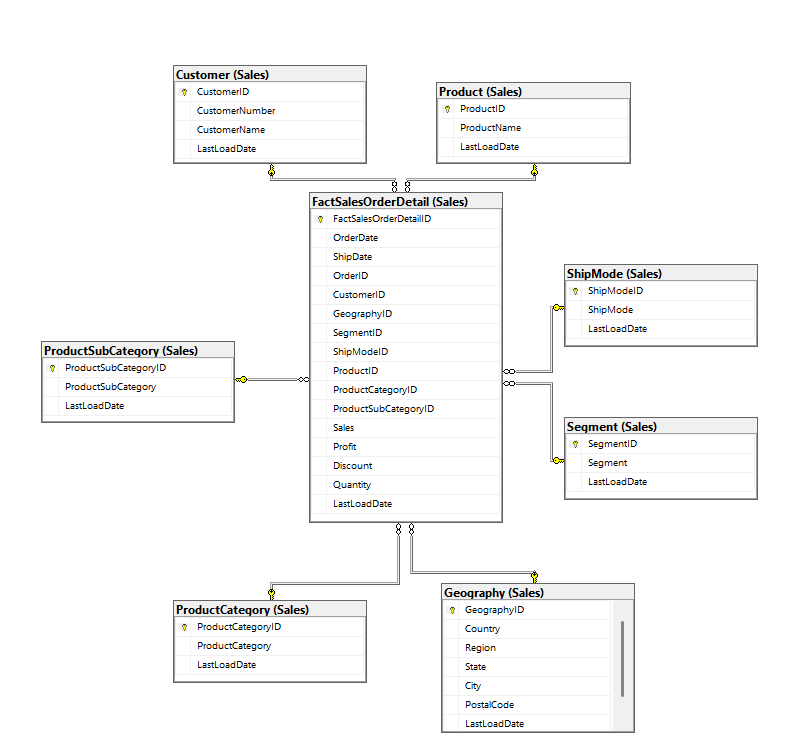 Customer (Sales)
CustomerID
CustomerNumber
CustomerName
LastLoadDate
Product (Sales)
ProductID
ProductName
LastLoadDate
FactSalesOrderDetail (Sales)
FactSalesOrderDetailID
OrderDate
ShipDate
OrderID
CustomerID
GeographyID
SegmentID
ShipModeID
ProductID
ProductCategoryID
ProductSubCategoryID
Sales
Profit
Discount
Quantity
LastLoadDate
ShipMode (Sales)
ShipModeID
ShipMode
LastLoadDate
ProductSubCategory (Sales)
ProductSubCategoryID
ProductSubCategory
LastLoadDate
Segment (Sales)
SegmentID
Segment
LastLoadDate
ProductCategory (Sales)
ProductCategoryID
ProductCategory
LastLoadDate
Geography (Sales)
GeographyID
Country
Region
State
City
PostalCode
LastLoadDate